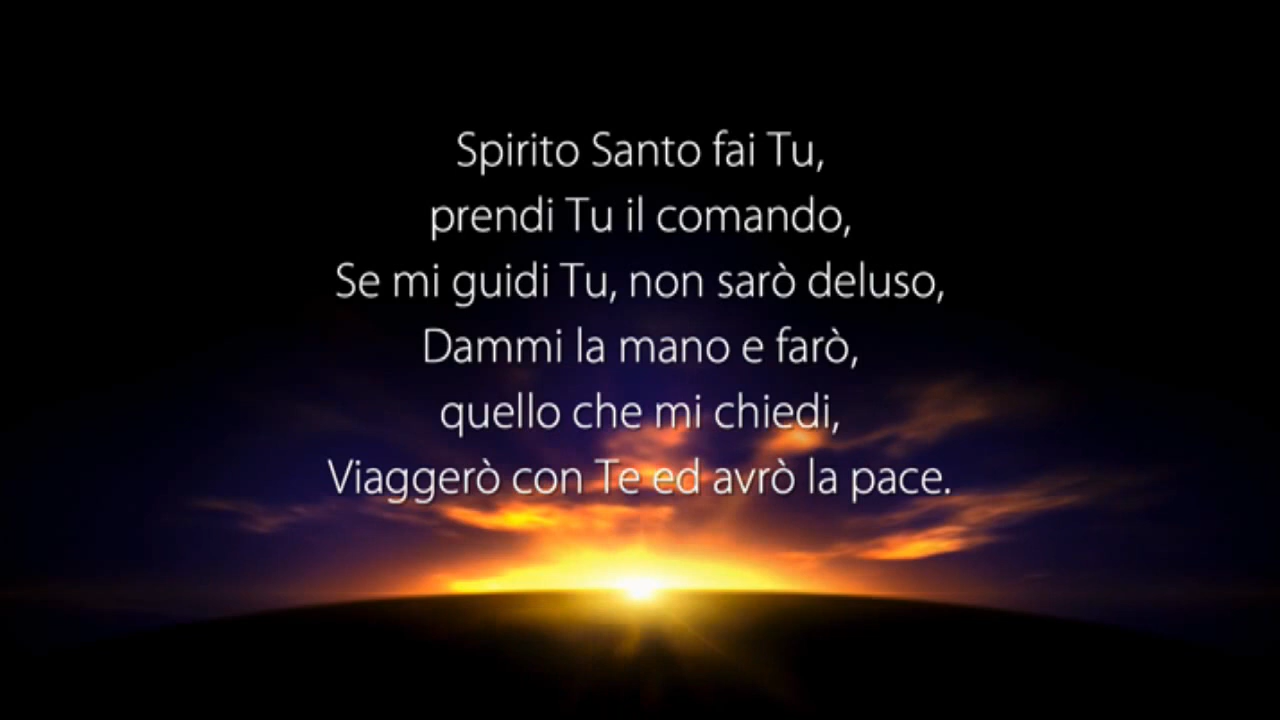 Spirito Santo fai Tu,
prendi Tu il comando,
Se mi guidi Tu, non sarò deluso,
Dammi la mano e farò,
quello che mi chiedi,
Viaggerò con Te ed avrò la pace.